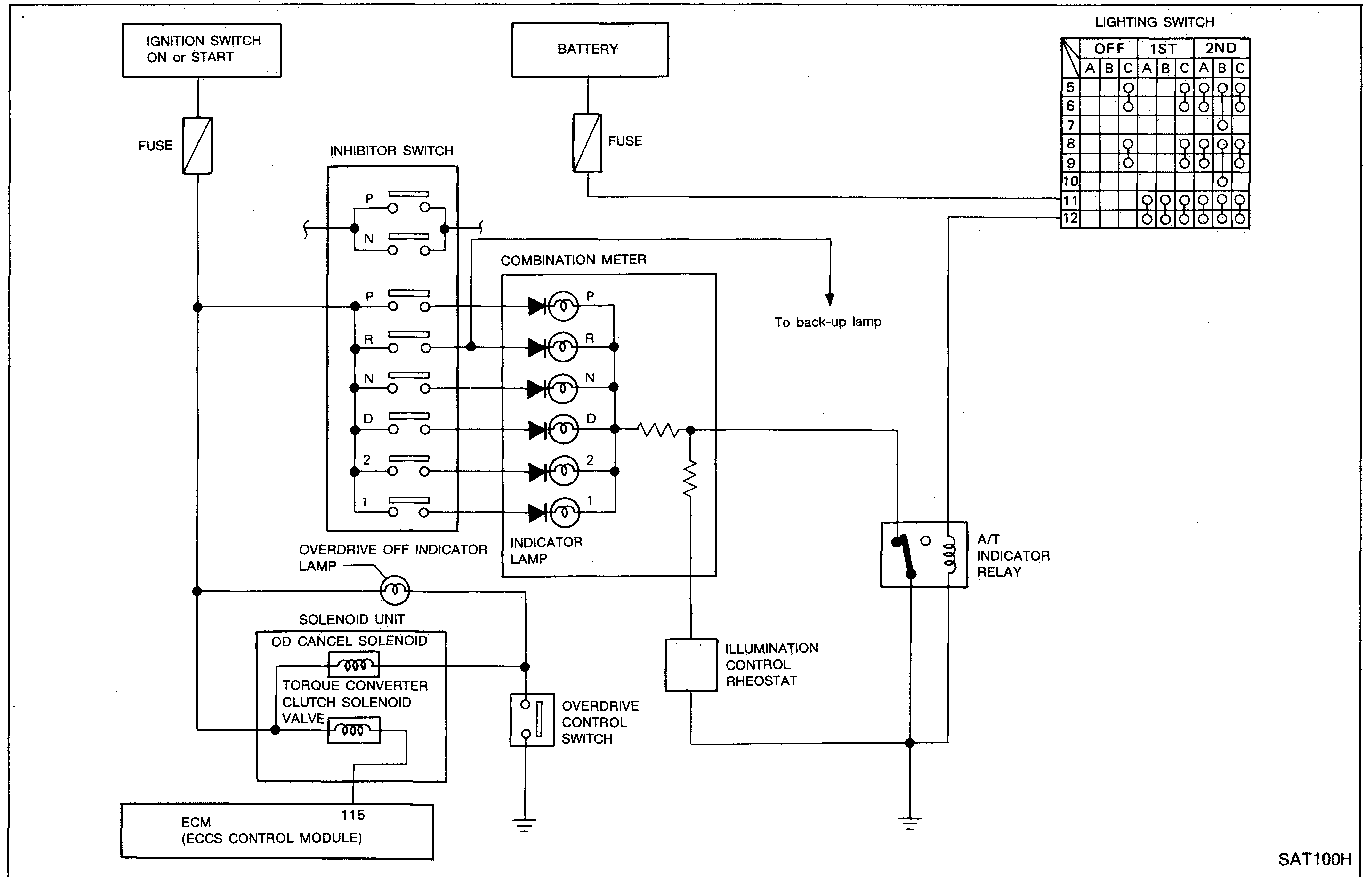 LIGHTING SWITCH
OFF 1ST 2ND
A B C A B C A B C
5
6
7
8
9
10
11
12
IGNITION SWITCH
ON or START
BATTERY
FUSE
FUSE
INHIBITOR SWITCH
P
N
COMBINATION METER
P
R
N
D
2
1
P
R
N
D
2
1
To back-up lamp
INDICATOR
LAMP
OVERDRIVE OFF INDICATOR
LAMP
A/T
INDICATOR
RELAY
SOLENOID UNIT
OD CANCEL SOLENOID
TORQUE CONVERTER
CLUTCH SOLENOID
VALVE
ILLUMINATION
CONTROL
RHEOSTAT
OVERDRIVE
CONTROL
SWITCH
115
ECM
(ECCS CONTROL MODULE)
SAT100H